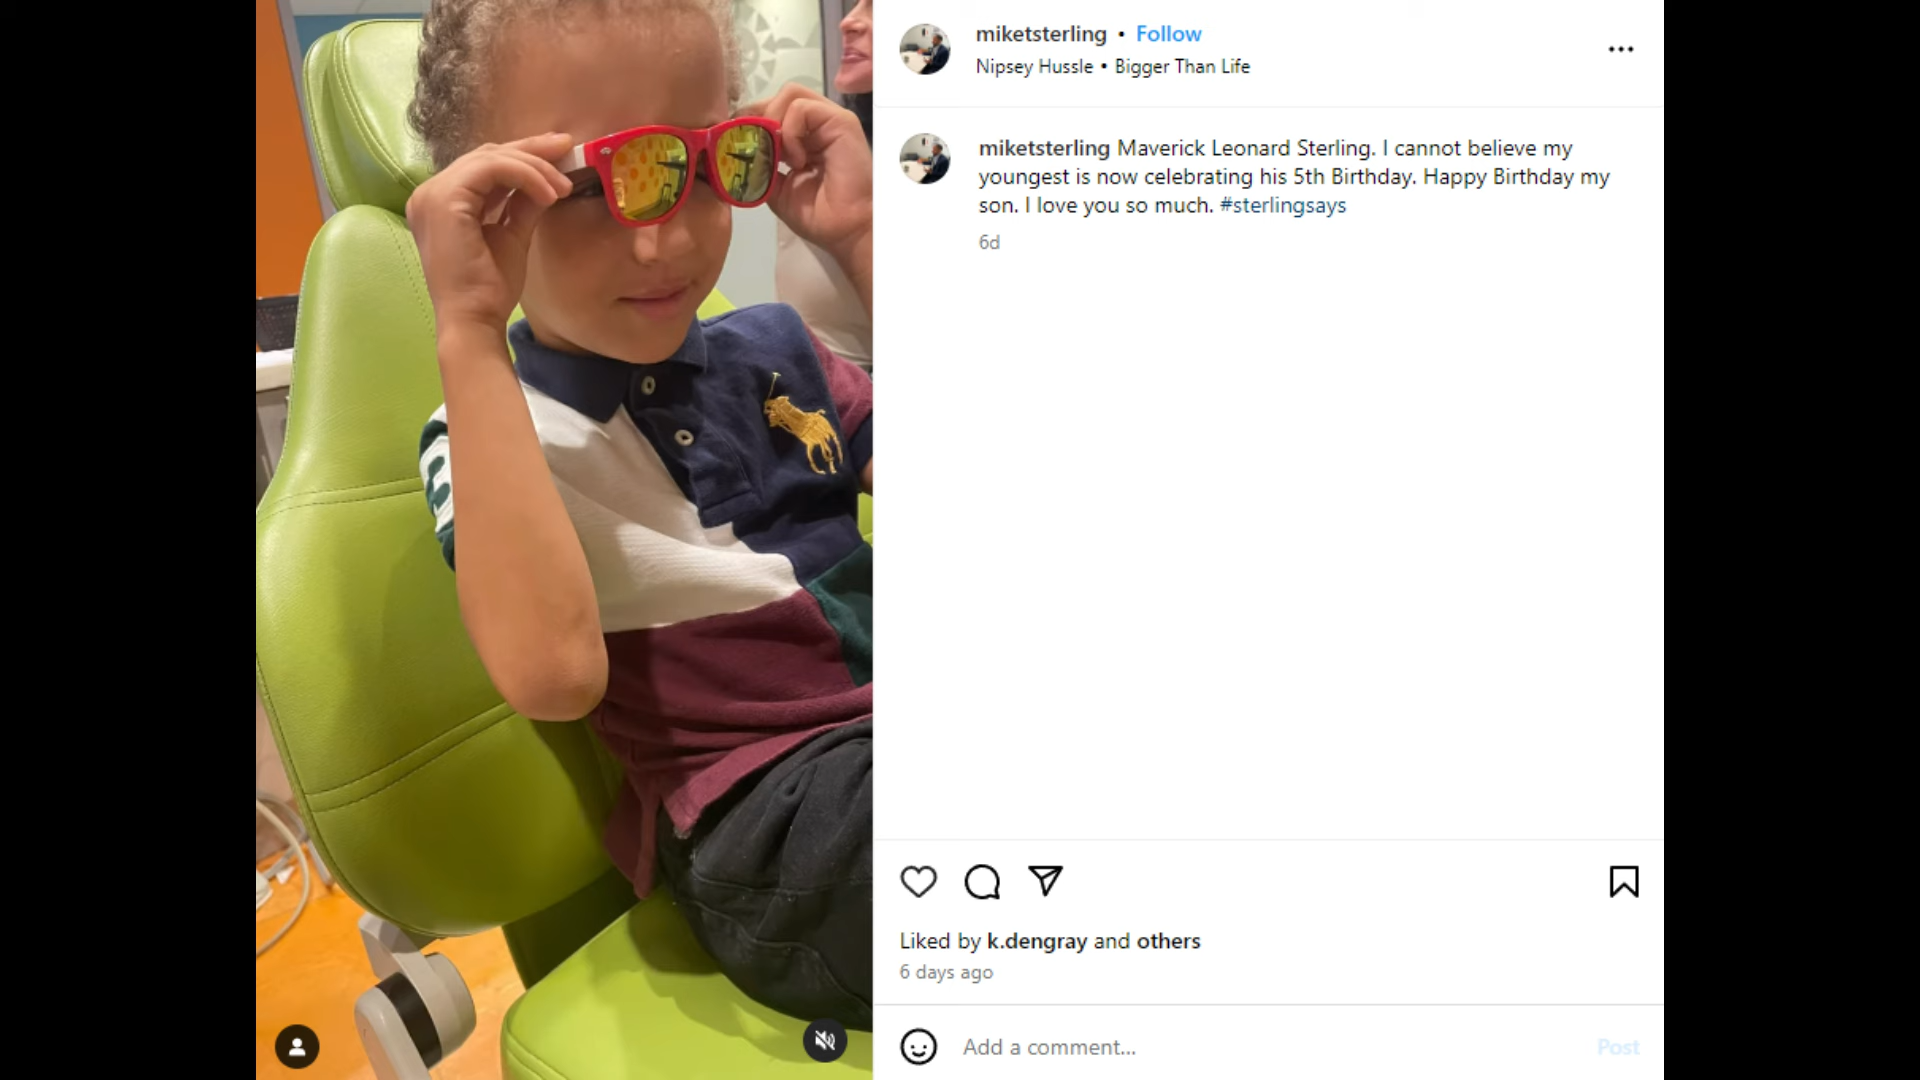 miketsterling • Follow
Nipsey Hussle • Bigger Than Life
miketsterling Maverick Leonard Sterling. I cannot believe my
youngest is now celebrating his 5th Birthday. Happy Birthday my
son. I love you so much. #sterlingsays
6d
3
Liked by k.dengray and others
6 days ago
Add a comment...
Post